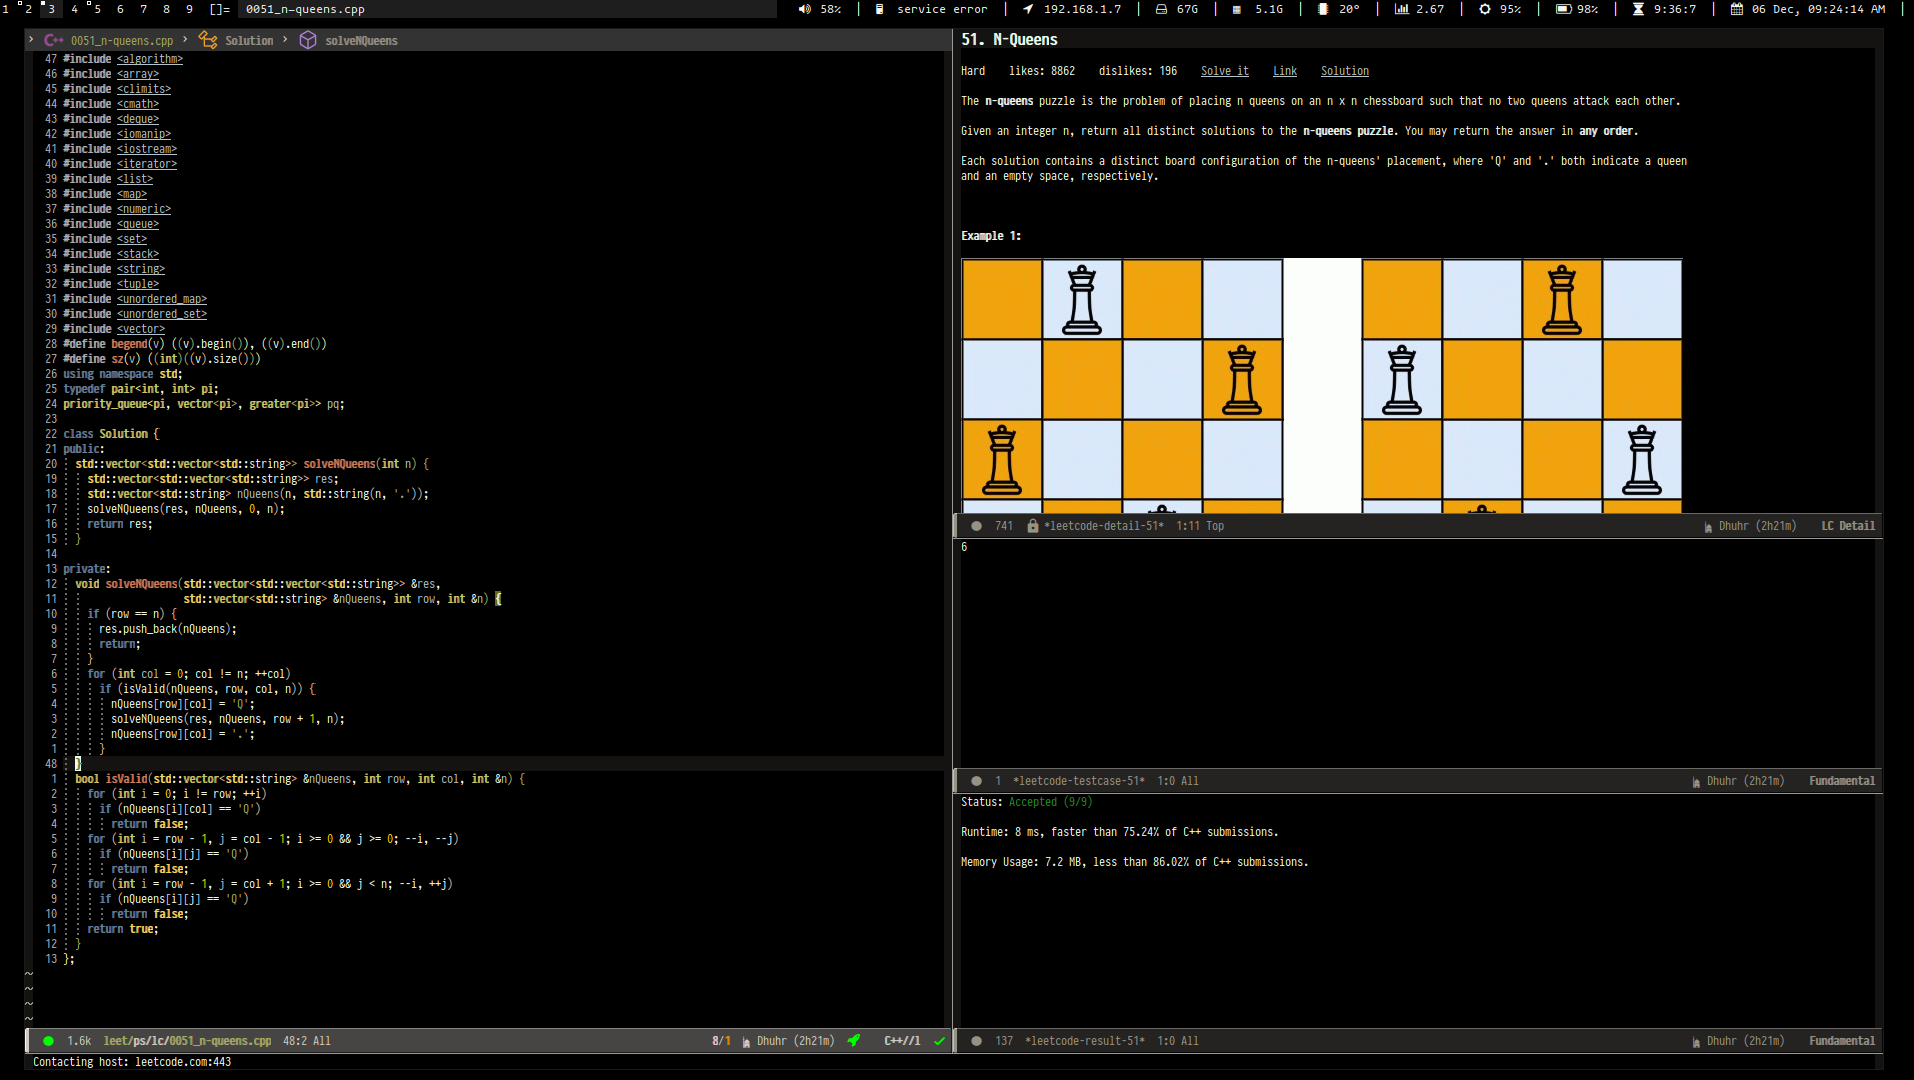 1 2 3 4 5 6 7 8 9 []= 0051_n-queens.cpp 58% | service error | 192.168.1.7 | 67G | 5.1G | 20° | 2.67 | 95% | 98% | 9:36:7 | 06 Dec, 09:24:14 AM |
› C++ 0051_n-queens.cpp › Solution › solveNQueens
47 #include <algorithm>
46 #include <array>
45 #include <climits>
44 #include <cmath>
43 #include <deque>
42 #include <iomanip>
41 #include <iostream>
40 #include <iterator>
39 #include <list>
38 #include <map>
37 #include <numeric>
36 #include <queue>
35 #include <set>
34 #include <stack>
33 #include <string>
32 #include <tuple>
31 #include <unordered_map>
30 #include <unordered_set>
29 #include <vector>
28 #define begend(v) ((v).begin()), ((v).end())
27 #define sz(v) ((int)((v).size()))
26 using namespace std;
25 typedef pair<int, int> pi;
24 priority_queue<pi, vector<pi>, greater<pi>> pq;
23
22 class Solution {
21 public:
20 std::vector<std::vector<std::string>> solveNQueens(int n) {
19 std::vector<std::vector<std::string>> res;
18 std::vector<std::string> nQueens(n, std::string(n, '.'));
17 solveNQueens(res, nQueens, 0, n);
16 return res;
15 }
14
13 private:
12 void solveNQueens(std::vector<std::vector<std::string>> &res,
11 std::vector<std::string> &nQueens, int row, int &n) {
10 if (row == n) {
9 res.push_back(nQueens);
8 return;
7 }
6 for (int col = 0; col != n; ++col)
5 if (isValid(nQueens, row, col, n)) {
4 nQueens[row][col] = 'Q';
3 solveNQueens(res, nQueens, row + 1, n);
2 nQueens[row][col] = '.';
1 }
48 }
1 bool isValid(std::vector<std::string> &nQueens, int row, int col, int &n) {
2 for (int i = 0; i != row; ++i)
3 if (nQueens[i][col] == 'Q')
4 return false;
5 for (int i = row - 1, j = col - 1; i >= 0 && j >= 0; --i, --j)
6 if (nQueens[i][j] == 'Q')
7 return false;
8 for (int i = row - 1, j = col + 1; i >= 0 && j < n; --i, ++j)
9 if (nQueens[i][j] == 'Q')
10 return false;
11 return true;
12 }
13 };
~
~
~
~
1.6k leet/ps/lc/0051_n-queens.cpp 48:2 All 8/1 Dhuhr (2h21m) C++//l
Contacting host: leetcode.com:443
51. N-Queens
Hard likes: 8862 dislikes: 196 Solve it Link Solution
The n-queens puzzle is the problem of placing n queens on an n x n chessboard such that no two queens attack each other.
Given an integer n, return all distinct solutions to the n-queens puzzle. You may return the answer in any order.
Each solution contains a distinct board configuration of the n-queens' placement, where 'Q' and '.' both indicate a queen
and an empty space, respectively.
Example 1:
741 *leetcode-detail-51* 1:11 Top Dhuhr (2h21m) LC Detail
6
1 *leetcode-testcase-51* 1:0 All Dhuhr (2h21m) Fundamental
Status: Accepted (9/9)
Runtime: 8 ms, faster than 75.24% of C++ submissions.
Memory Usage: 7.2 MB, less than 86.02% of C++ submissions.
137 *leetcode-result-51* 1:0 All Dhuhr (2h21m) Fundamental